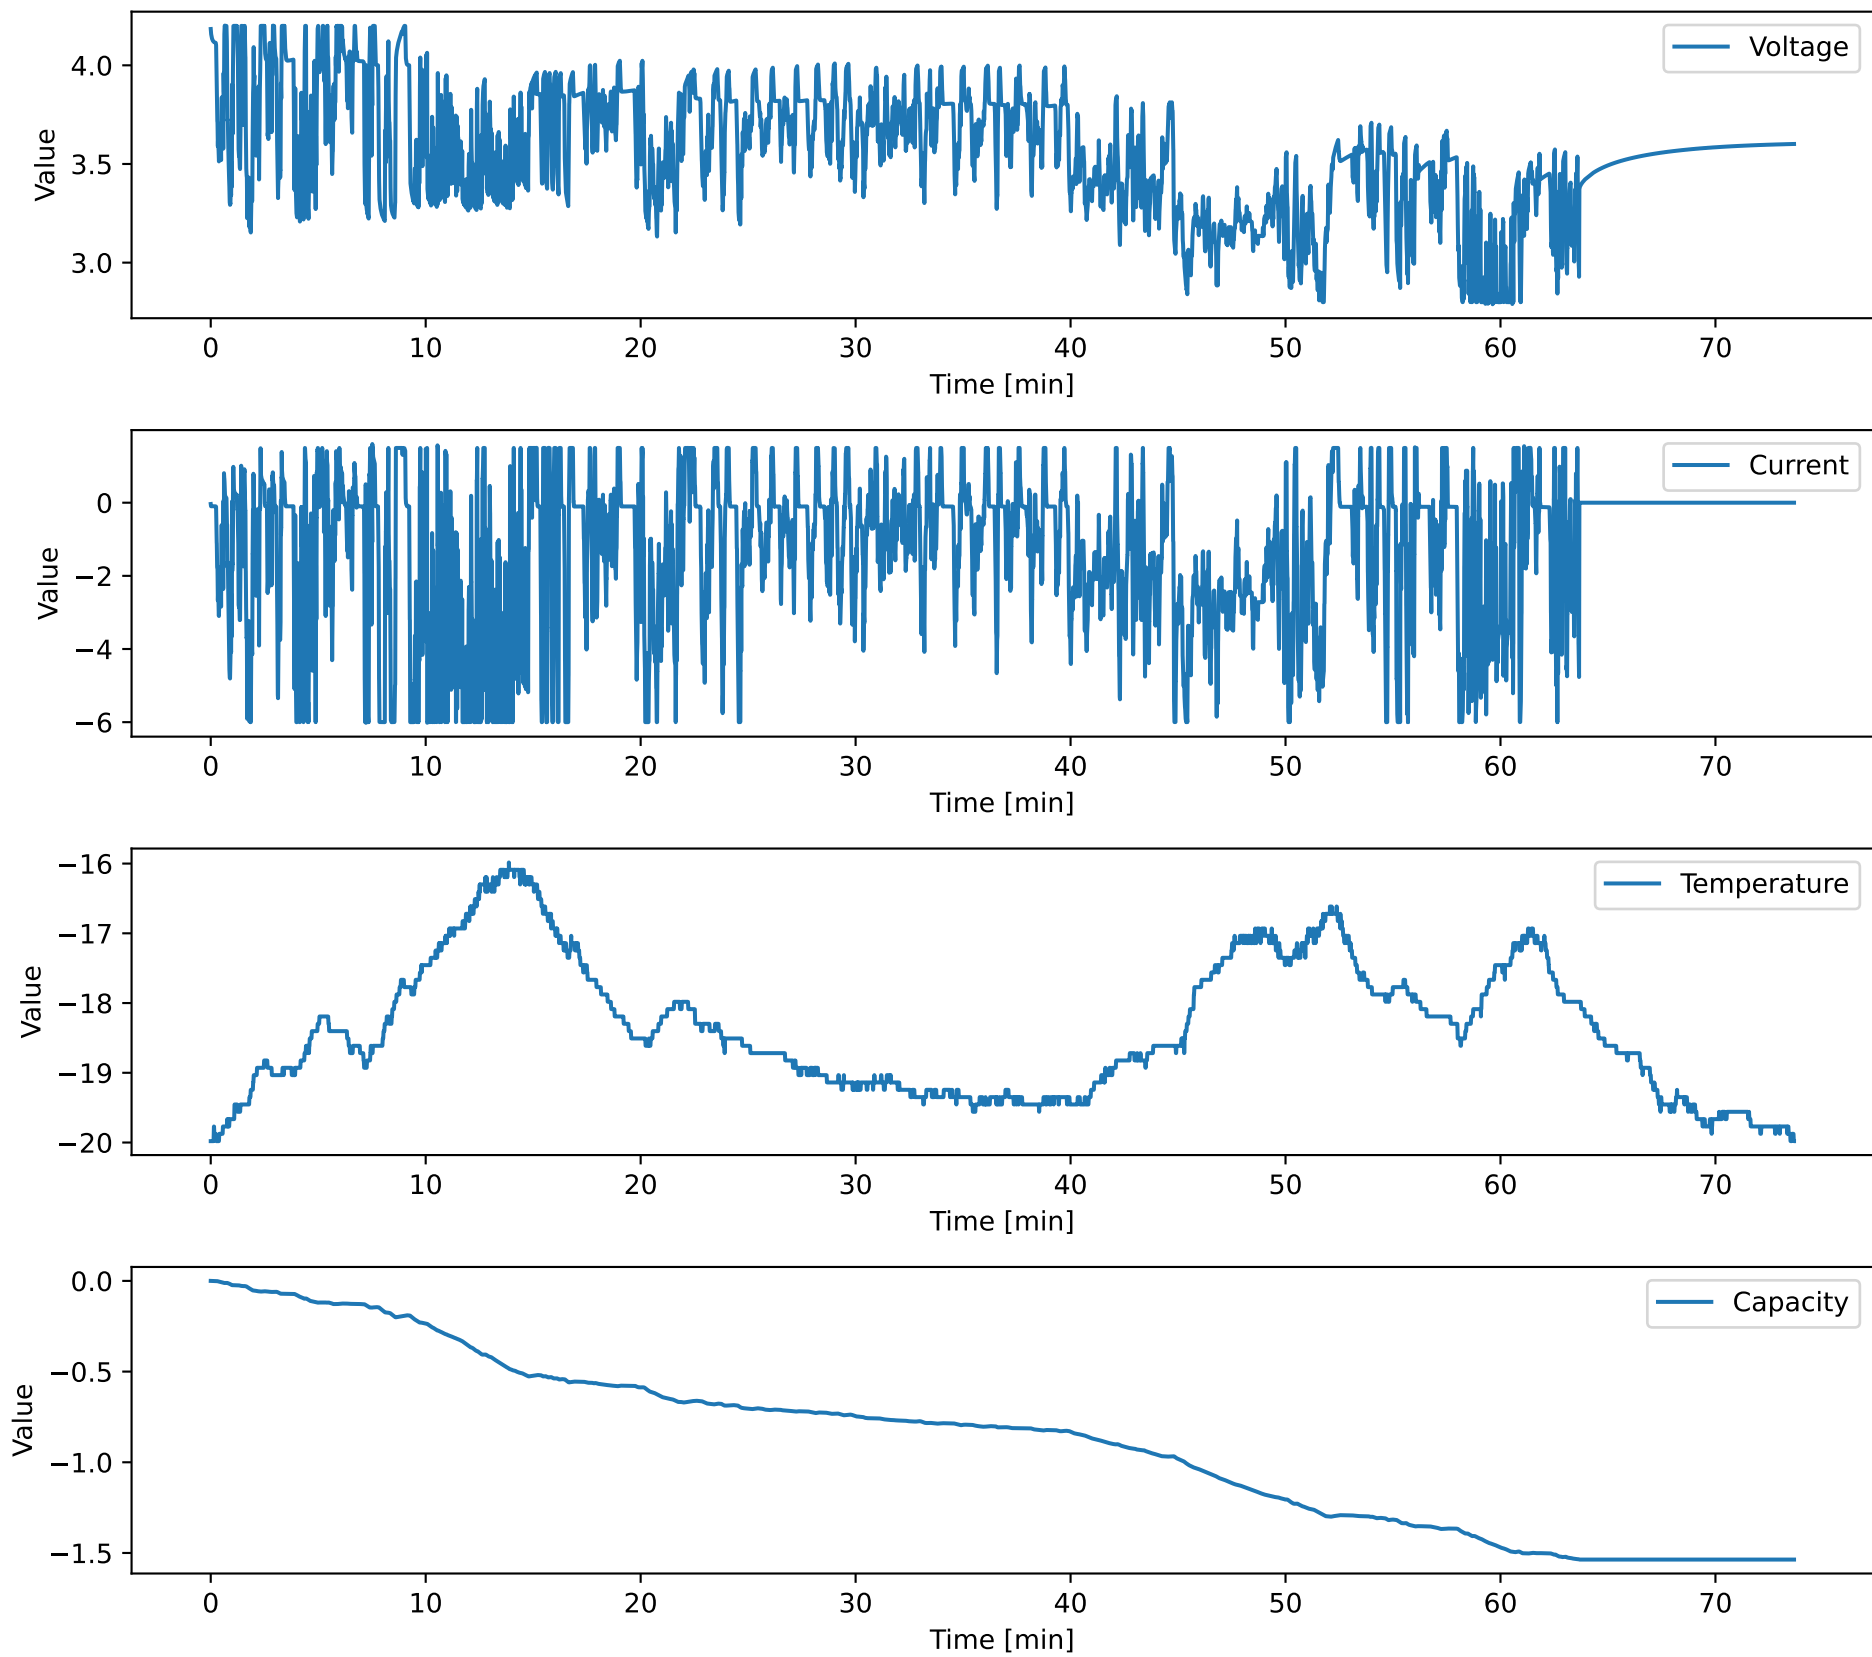 Voltage
4.0
3.5
3.0
Value
0 10 20 30 40 50 60 70
Time [min]
Current
0
−2
−4
−6
Value
0 10 20 30 40 50 60 70
Time [min]
Temperature
−16
−17
−18
−19
−20
Value
0 10 20 30 40 50 60 70
Time [min]
Capacity
0.0
−0.5
−1.0
−1.5
Value
0 10 20 30 40 50 60 70
Time [min]